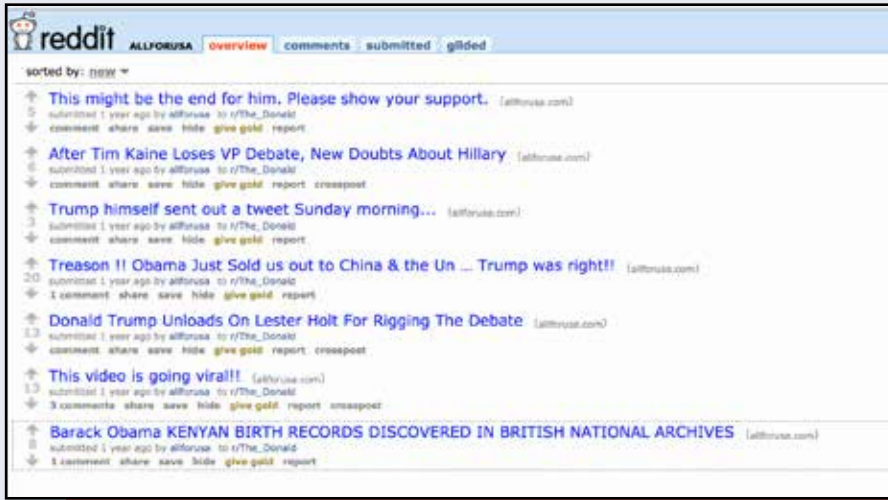 reddit ALLFORUSA overview comments submitted gilded
sorted by: new
This might be the end for him. Please show your support. (allforusa.com)
5 submitted 1 year ago by allforusa to r/The_Donald
comment share save hide give gold report
After Tim Kaine Loses VP Debate, New Doubts About Hillary (allforusa.com)
6 submitted 1 year ago by allforusa to r/The_Donald
comment share save hide give gold report crosspost
Trump himself sent out a tweet Sunday morning... (allforusa.com)
3 submitted 1 year ago by allforusa to r/The_Donald
comment share save hide give gold report
Treason !! Obama Just Sold us out to China & the Un ... Trump was right!! (allforusa.com)
20 submitted 1 year ago by allforusa to r/The_Donald
1 comment share save hide give gold report
Donald Trump Unloads On Lester Holt For Rigging The Debate (allforusa.com)
13 submitted 1 year ago by allforusa to r/The_Donald
comment share save hide give gold report crosspost
This video is going viral!! (allforusa.com)
13 submitted 1 year ago by allforusa to r/The_Donald
3 comments share save hide give gold report crosspost
Barack Obama KENYAN BIRTH RECORDS DISCOVERED IN BRITISH NATIONAL ARCHIVES (allforusa.com)
8 submitted 1 year ago by allforusa to r/The_Donald
1 comment share save hide give gold report